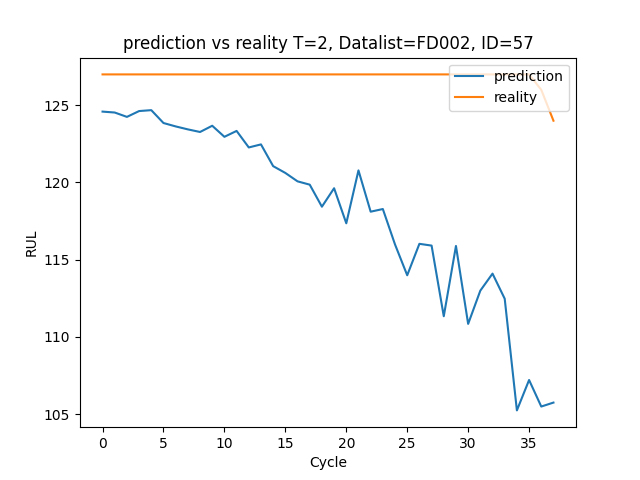 prediction vs reality T=2, Datalist=FD002, ID=57
prediction
reality
125
120
115
110
105
RUL
0 5 10 15 20 25 30 35
Cycle